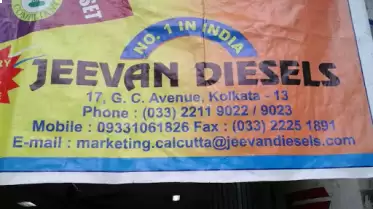 SET
NO. 1 IN INDIA
JEEVAN DIESELS
17, G. C. Avenue, Kolkata - 13
Phone : (033) 2211 9022 / 9023
Mobile : 09331061826 Fax : (033) 2225 1891
E-mail : marketing.calcutta@jeevandiesels.com